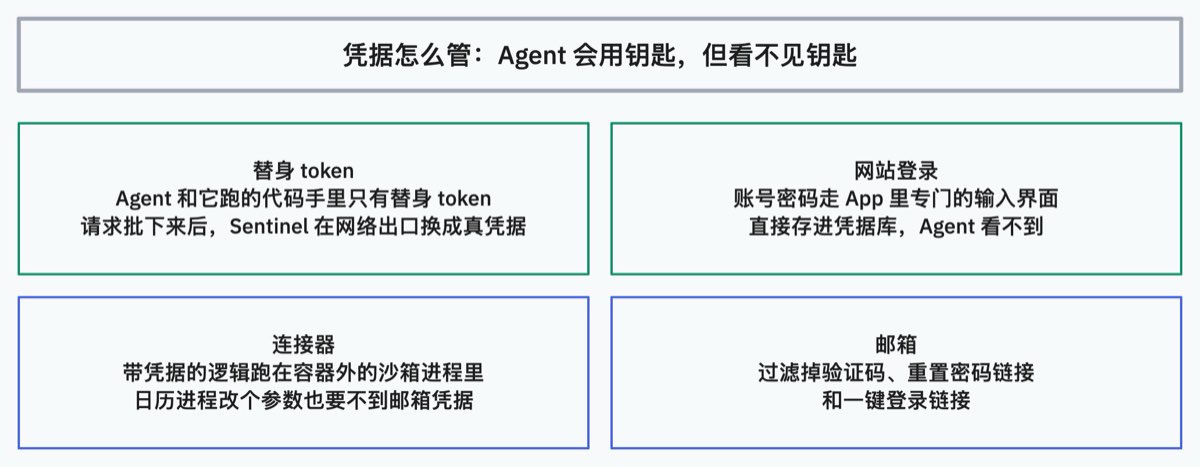 凭据怎么管：Agent 会用钥匙，但看不见钥匙
替身 token
Agent 和它跑的代码手里只有替身 token
请求批下来后，Sentinel 在网络出口换成真凭据
网站登录
账号密码走 App 里专门的输入界面
直接存进凭据库，Agent 看不到
连接器
带凭据的逻辑跑在容器外的沙箱进程里
日历进程改个参数也要不到邮箱凭据
邮箱
过滤掉验证码、重置密码链接
和一键登录链接